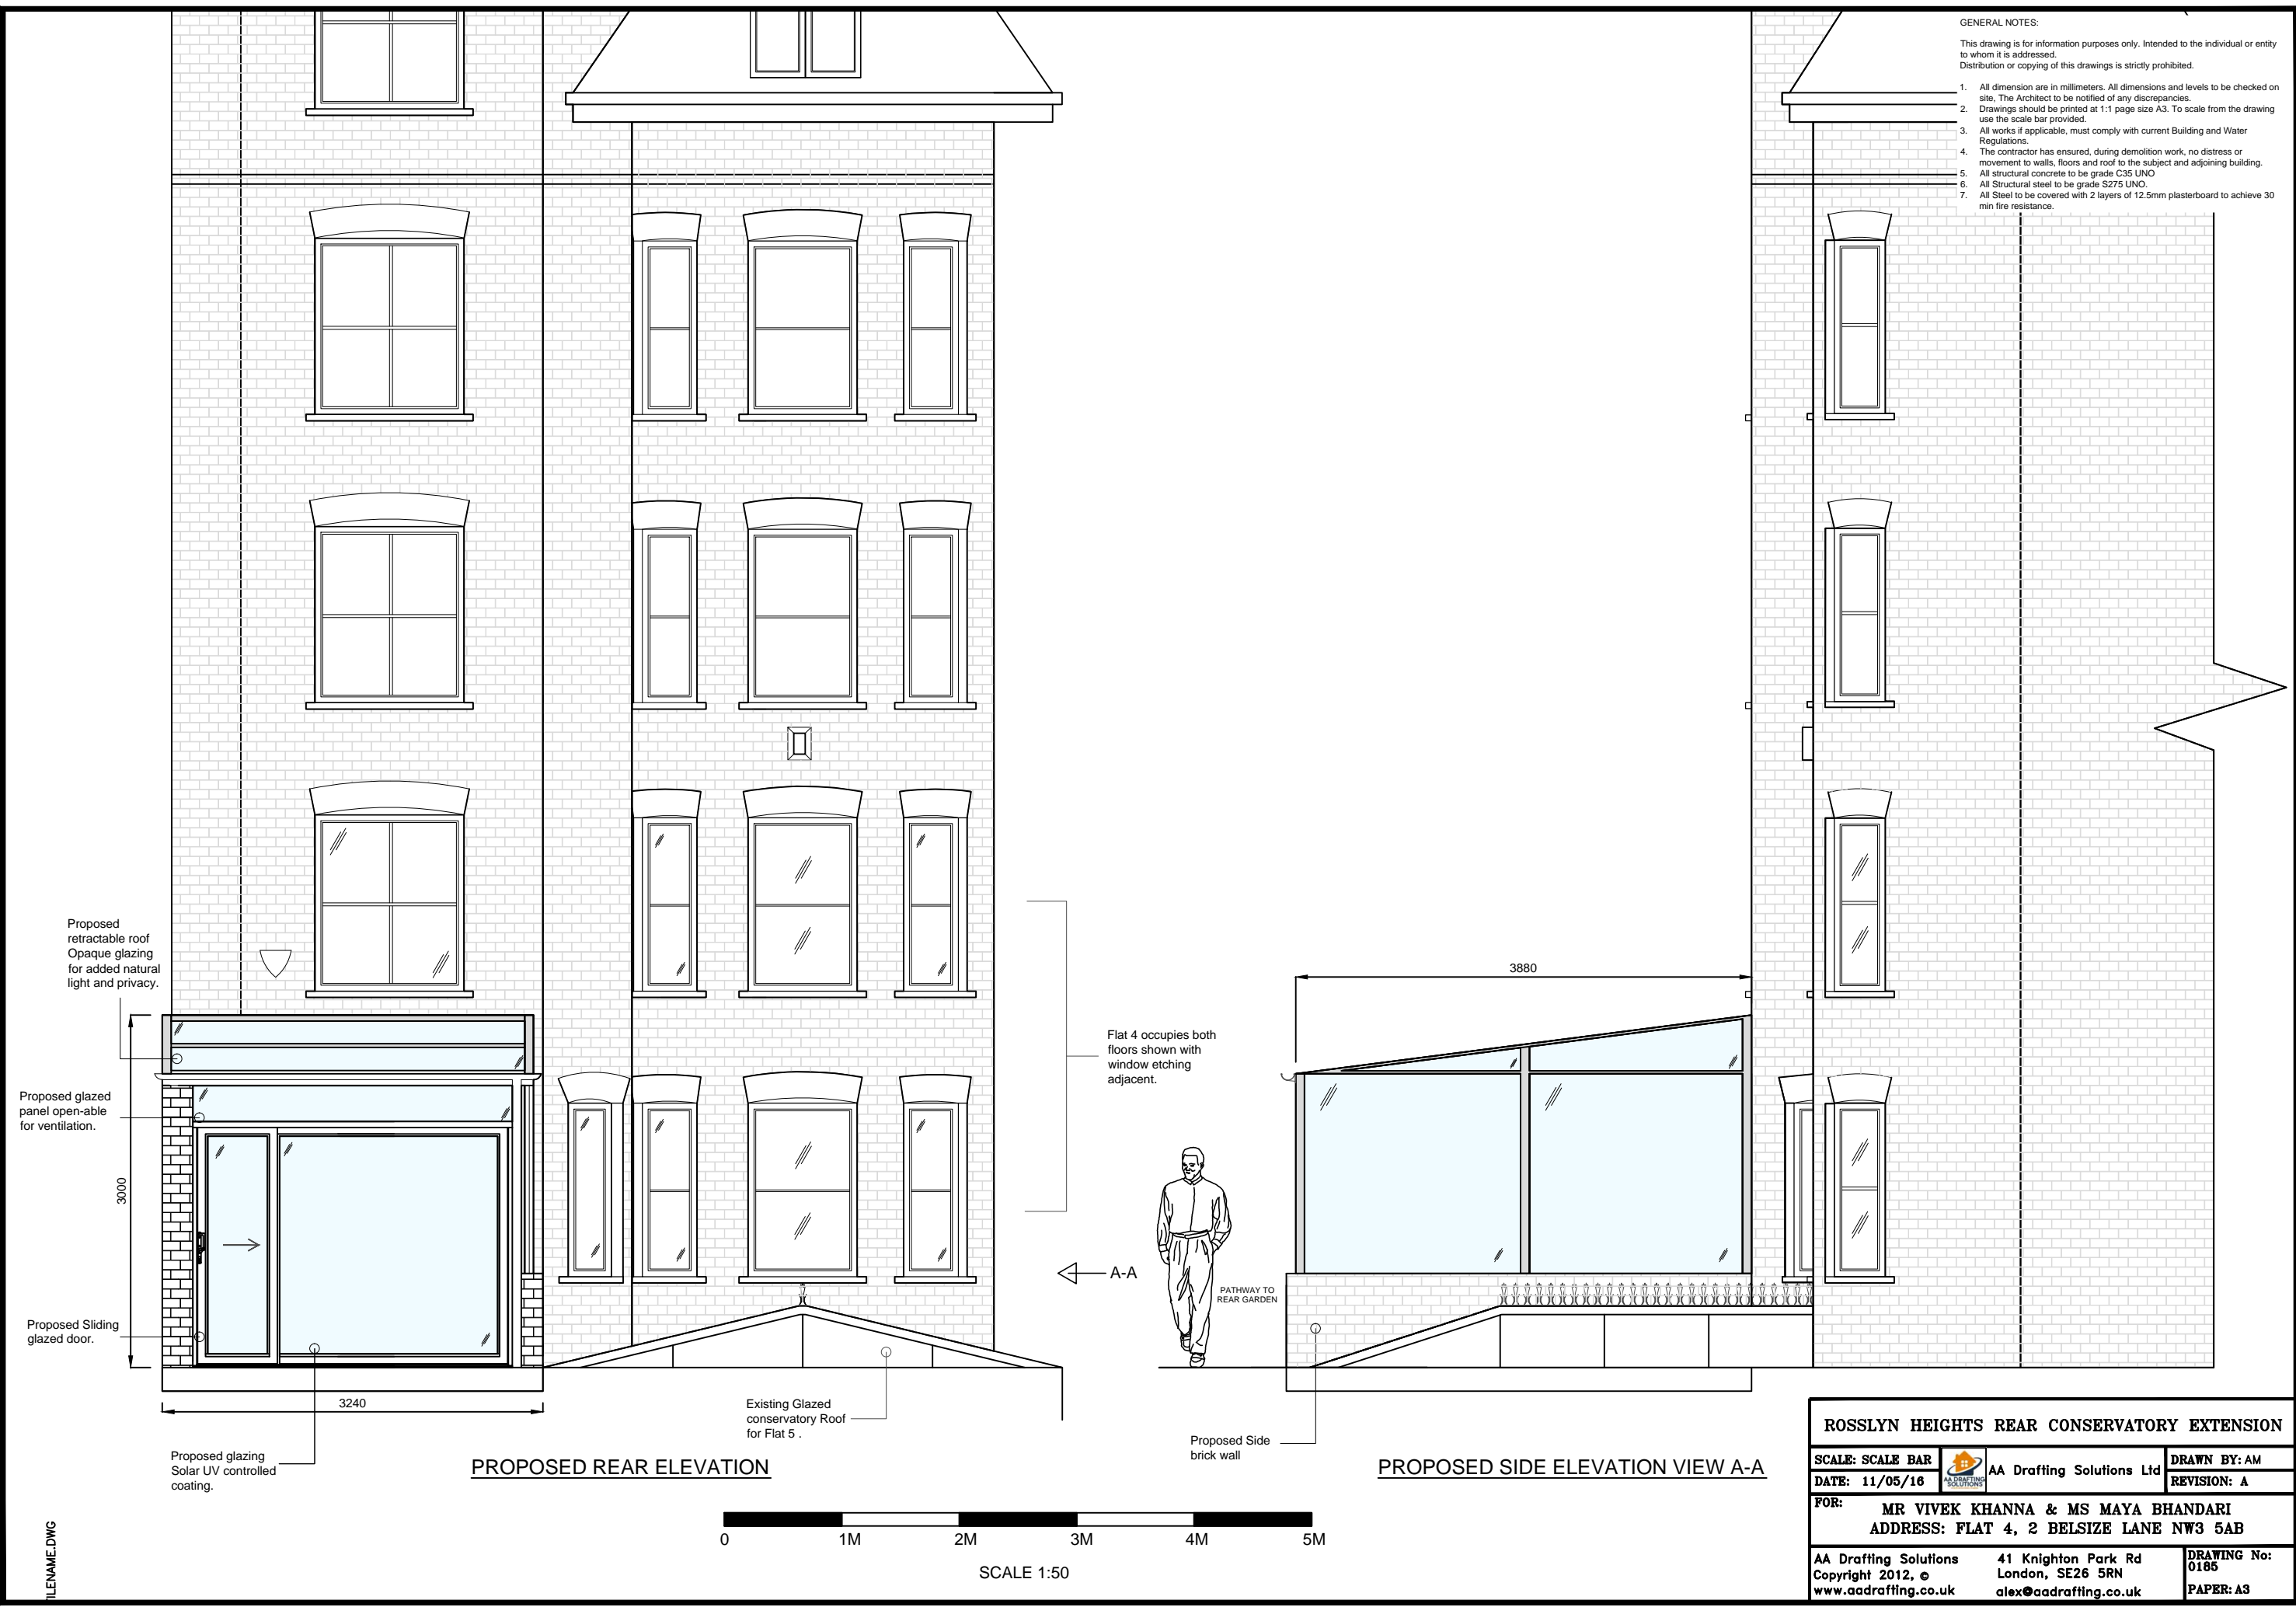 GENERAL NOTES:
This drawing is for information purposes only. Intended to the individual or entity
to whom it is addressed.
Distribution or copying of this drawings is strictly prohibited.
1. All dimension are in millimeters. All dimensions and levels to be checked on
site, The Architect to be notified of any discrepancies.
2. Drawings should be printed at 1:1 page size A3. To scale from the drawing
use the scale bar provided.
3. All works if applicable, must comply with current Building and Water
Regulations.
4. The contractor has ensured, during demolition work, no distress or
movement to walls, floors and roof to the subject and adjoining building.
5. All structural concrete to be grade C35 UNO
6. All Structural steel to be grade S275 UNO.
7. All Steel to be covered with 2 layers of 12.5mm plasterboard to achieve 30
min fire resistance.
Proposed
retractable roof
Opaque glazing
for added natural
light and privacy.
Proposed glazed
panel open-able
for ventilation.
3000
Proposed Sliding
glazed door.
3240
Proposed glazing
Solar UV controlled
coating.
Existing Glazed
conservatory Roof
for Flat 5 .
PROPOSED REAR ELEVATION
Flat 4 occupies both
floors shown with
window etching
adjacent.
A-A
3880
PATHWAY TO
REAR GARDEN
Proposed Side
brick wall
PROPOSED SIDE ELEVATION VIEW A-A
0 1M 2M 3M 4M 5M
SCALE 1:50
ILENAME.DWG
ROSSLYN HEIGHTS REAR CONSERVATORY EXTENSION
SCALE: SCALE BAR
DATE: 11/05/16
AA DRAFTING
SOLUTIONS
AA Drafting Solutions Ltd
DRAWN BY: AM
REVISION: A
FOR:
MR VIVEK KHANNA & MS MAYA BHANDARI
ADDRESS: FLAT 4, 2 BELSIZE LANE NW3 5AB
AA Drafting Solutions
Copyright 2012, ©
www.aadrafting.co.uk
41 Knighton Park Rd
London, SE26 5RN
alex@aadrafting.co.uk
DRAWING No:
0185
PAPER: A3